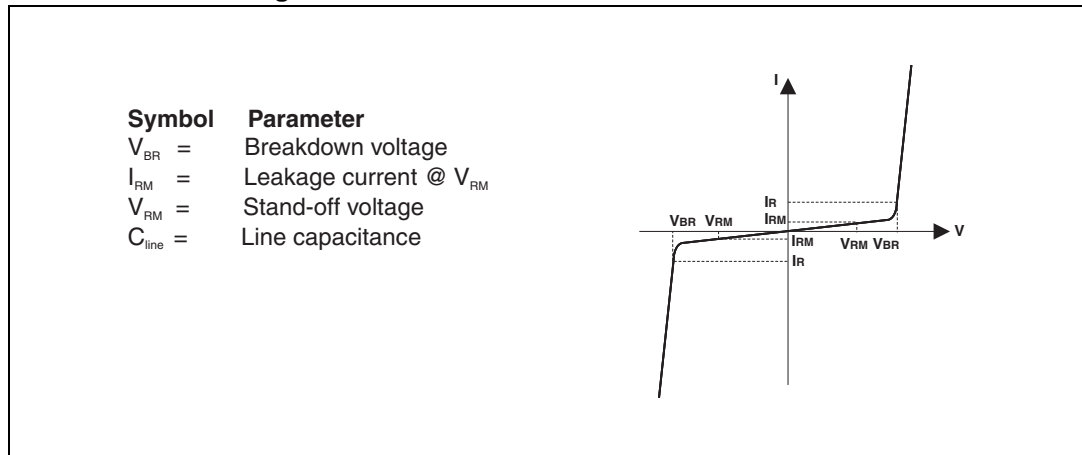 Symbol Parameter
VBR = Breakdown voltage
IRM = Leakage current @ VRM
VRM = Stand-off voltage
Cline = Line capacitance
I
IR
VBR VRM IRM
V
IRM VRM VBR
IR